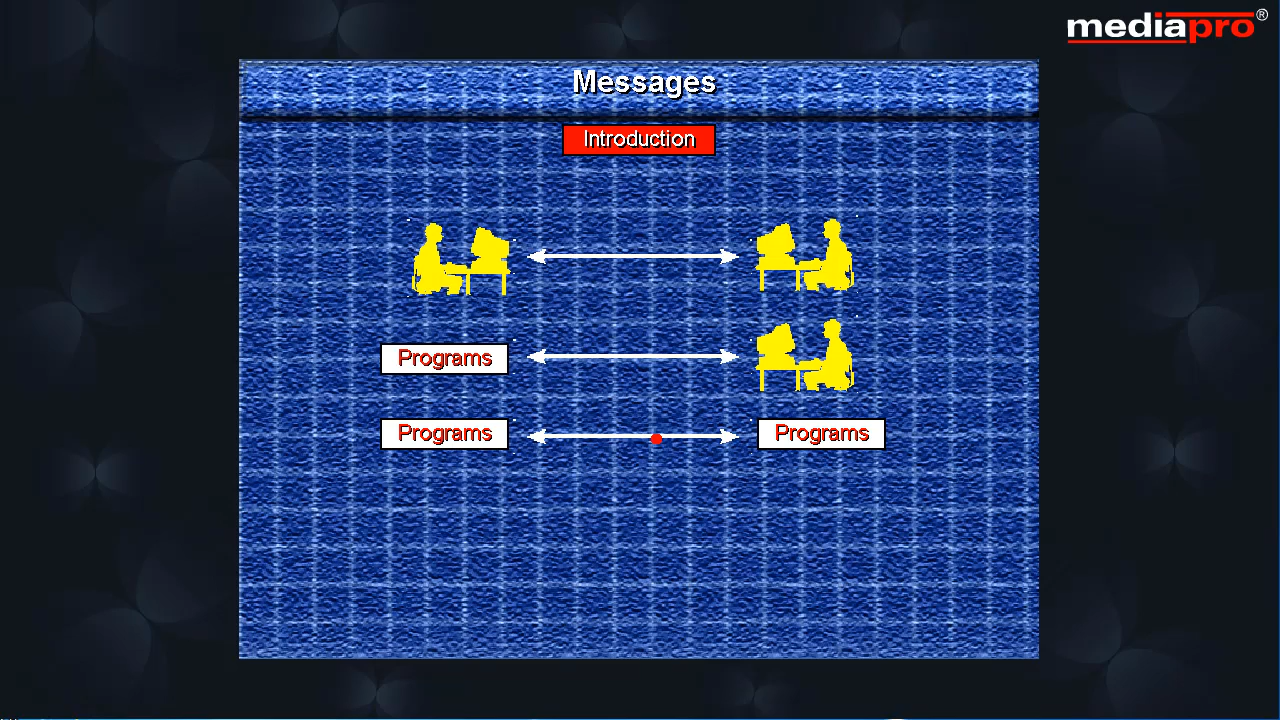 mediapro®
Messages
Introduction
Programs
Programs
Programs